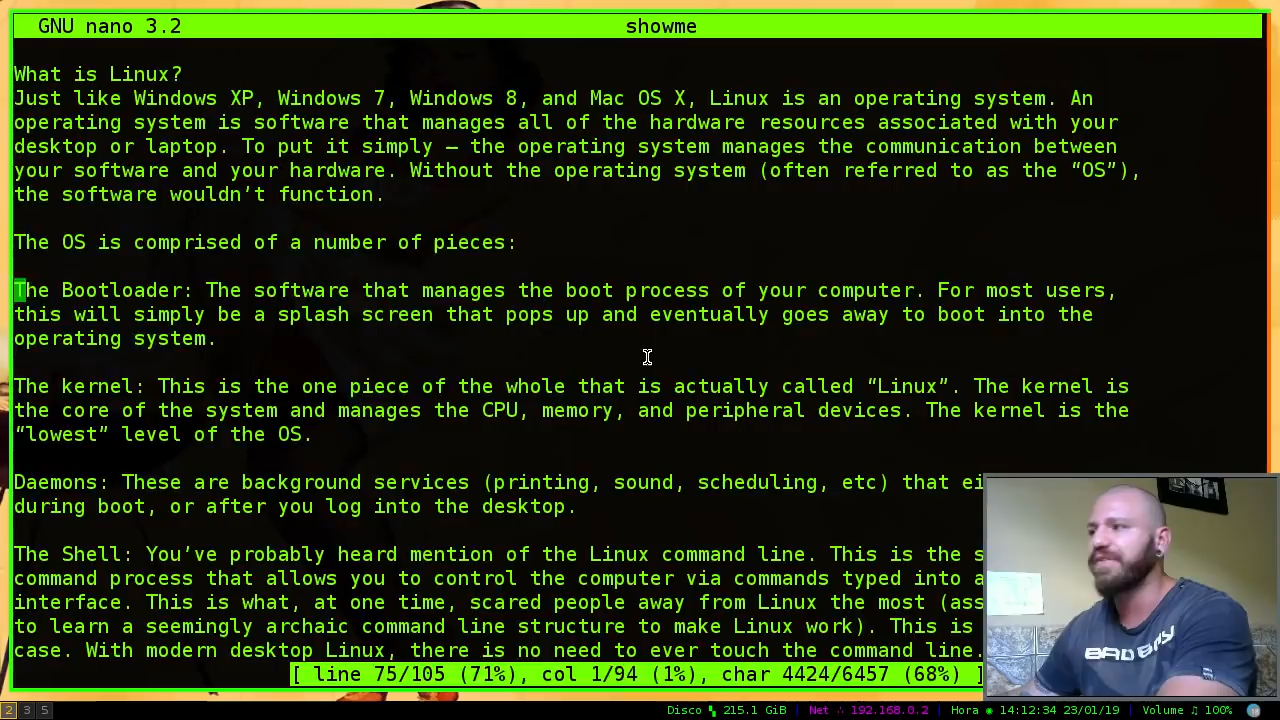 GNU nano 3.2 showme
What is Linux?
Just like Windows XP, Windows 7, Windows 8, and Mac OS X, Linux is an operating system. An
operating system is software that manages all of the hardware resources associated with your
desktop or laptop. To put it simply – the operating system manages the communication between
your software and your hardware. Without the operating system (often referred to as the “OS”),
the software wouldn’t function.
The OS is comprised of a number of pieces:
The Bootloader: The software that manages the boot process of your computer. For most users,
this will simply be a splash screen that pops up and eventually goes away to boot into the
operating system.
The kernel: This is the one piece of the whole that is actually called “Linux”. The kernel is
the core of the system and manages the CPU, memory, and peripheral devices. The kernel is the
“lowest” level of the OS.
Daemons: These are background services (printing, sound, scheduling, etc) that
during boot, or after you log into the desktop.
The Shell: You’ve probably heard mention of the Linux command line. This is the
command process that allows you to control the computer via commands typed into a
interface. This is what, at one time, scared people away from Linux the most
to learn a seemingly archaic command line structure to make Linux work). This is
case. With modern desktop Linux, there is no need to ever touch the command line.
[ line 75/105 (71%), col 1/94 (1%), char 4424/6457 (68%) ]
BAD BOY
2 3 5 Disco 215.1 GiB | Net 192.168.0.2 | Hora 14:12:34 23/01/19 | Volume ♫ 100%